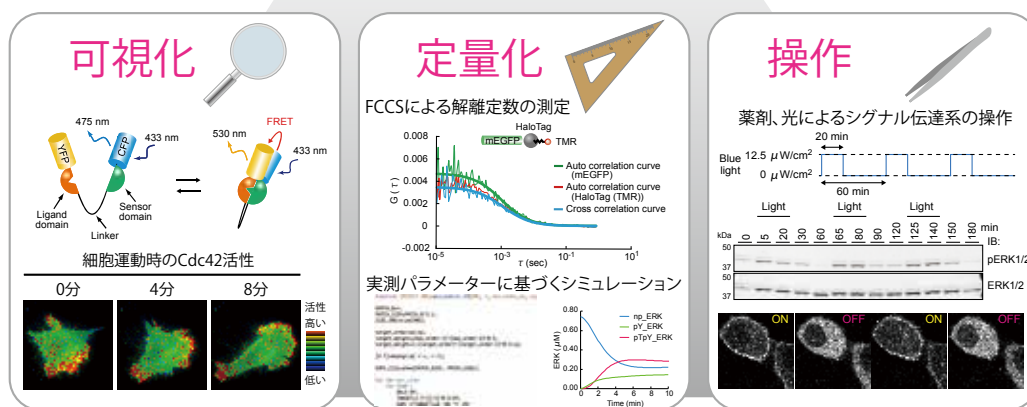 可視化
475 nm
433 nm
YFP
CFP
530 nm
FRET
433 nm
Ligand
domain
Sensor
domain
Linker
細胞運動時のCdc42活性
0分
4分
8分
活性
高い
低い
定量化
FCCSによる解離定数の測定
HaloTag
mEGFP
TMR
0.008
0.006
0.004
0.002
0
-0.002
G (τ)
Auto correlation curve
(mEGFP)
Auto correlation curve
(HaloTag (TMR))
Cross correlation curve
10-5
10-4
10-3
10-2
10-1
100
101
τ (sec)
実測パラメーターに基づくシミュレーション
np_ERK
pY_ERK
pTpY_ERK
0.80
0.60
0.40
0.20
0.00
ERK (μM)
0
2
4
6
8
10
Time (min)
操作
薬剤、光によるシグナル伝達系の操作
20 min
Blue
light
12.5 μW/cm2
0 μW/cm2
60 min
Light
Light
Light
kDa
0
5
20
30
60
65
80
90
120
125
140
150
180
min
IB:
50
37
pERK1/2
50
37
ERK1/2
ON
OFF
ON
OFF